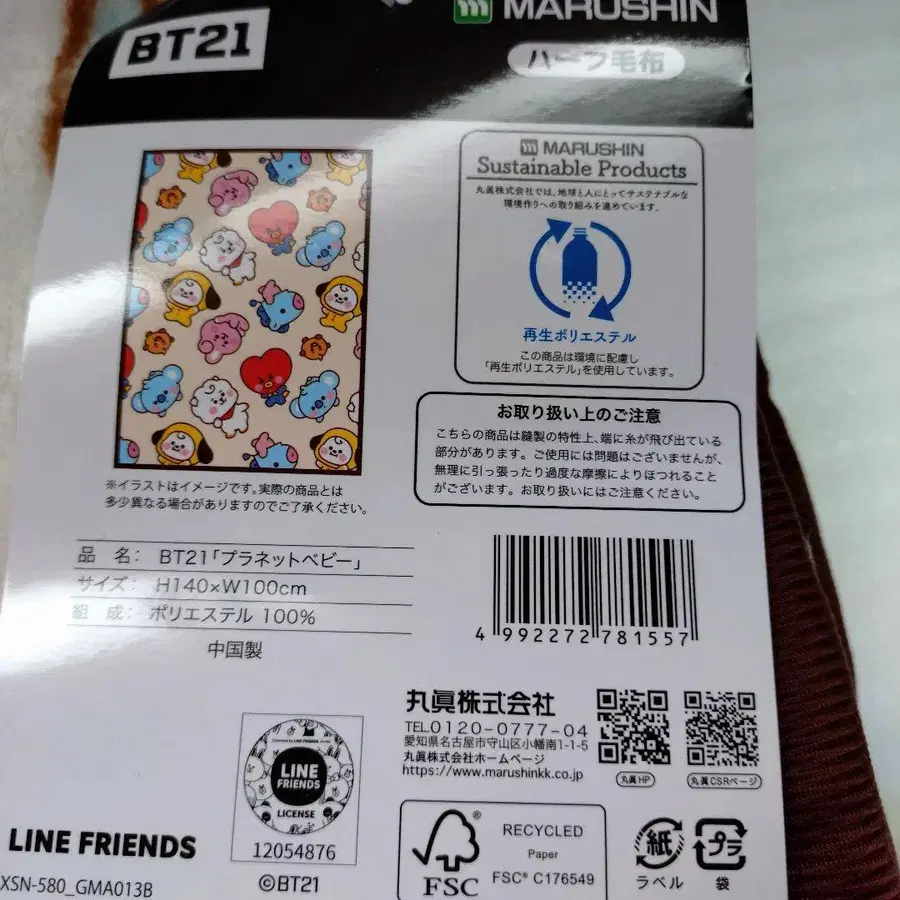 BT21
MARUSHIN
ハーフ毛布
MARUSHIN
Sustainable Products
丸眞株式会社では、地球と人にとってサステナブルな
環境作りへの取り組みを進めています。
再生ポリエステル
この商品は環境に配慮し
「再生ポリエステル」を使用しています。
お取り扱い上のご注意
こちらの商品は縫製の特性上、端に糸が飛び出ている
部分があります。ご使用には問題はございませんが、
無理に引っ張ったり過度な摩擦によりほつれること
がございます。お取り扱いにはご注意ください。
※イラストはイメージです。実際の商品とは
多少異なる場合がありますのでご了承ください。
品 名: BT21「プラネットベビー」
サイズ: H140×W100cm
組 成: ポリエステル 100%
中国製
4 992272 781557
丸眞株式会社
TEL0120-0777-04
愛知県名古屋市守山区小幡南1-1-5
丸眞株式会社ホームページ
https://www.marushinkk.co.jp
丸眞HP
丸眞CSRページ
LINE FRIENDS
LICENSE
12054876
©BT21
LINE FRIENDS
XSN-580_GMA013B
FSC®
RECYCLED
Paper
FSC® C176549
紙
ラベル
プラ
袋